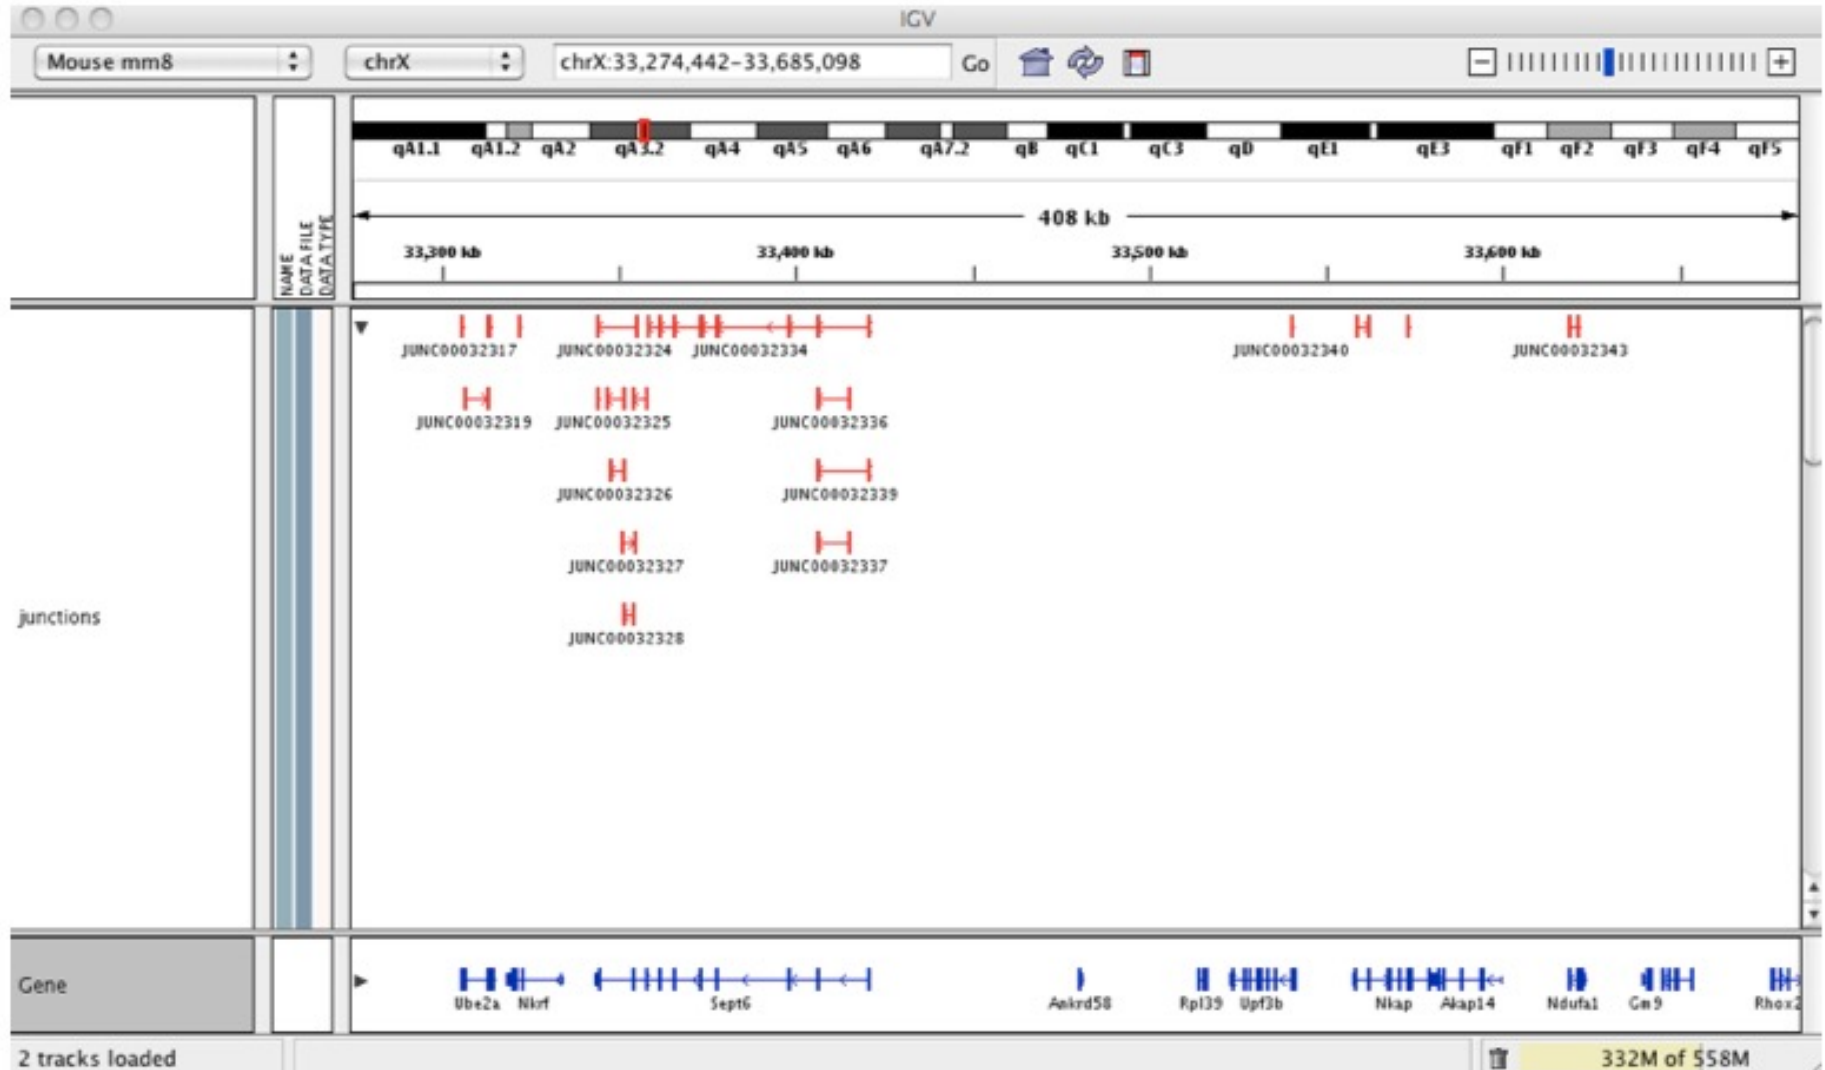 IGV
Mouse mm8 chrX chrX:33,274,442-33,685,098 Go
qA1.1 qA1.2 qA2 qA3.2 qA4 qA5 qA6 qA7.2 qB qC1 qC3 qD qE1 qE3 qF1 qF2 qF3 qF4 qF5
408 kb
NAME
DATA FILE
DATA TYPE
33,300 kb 33,400 kb 33,500 kb 33,600 kb
JUNC00032317 JUNC00032324 JUNC00032334 JUNC00032340 JUNC00032343
JUNC00032319 JUNC00032325 JUNC00032336
JUNC00032326 JUNC00032339
JUNC00032327 JUNC00032337
junctions
JUNC00032328
Gene
Ube2a Nkrf Sept6 Ankrd58 Rpl39 Upf3b Nkap Akap14 Ndufa1 Gm9 Rhox2
2 tracks loaded 332M of 558M